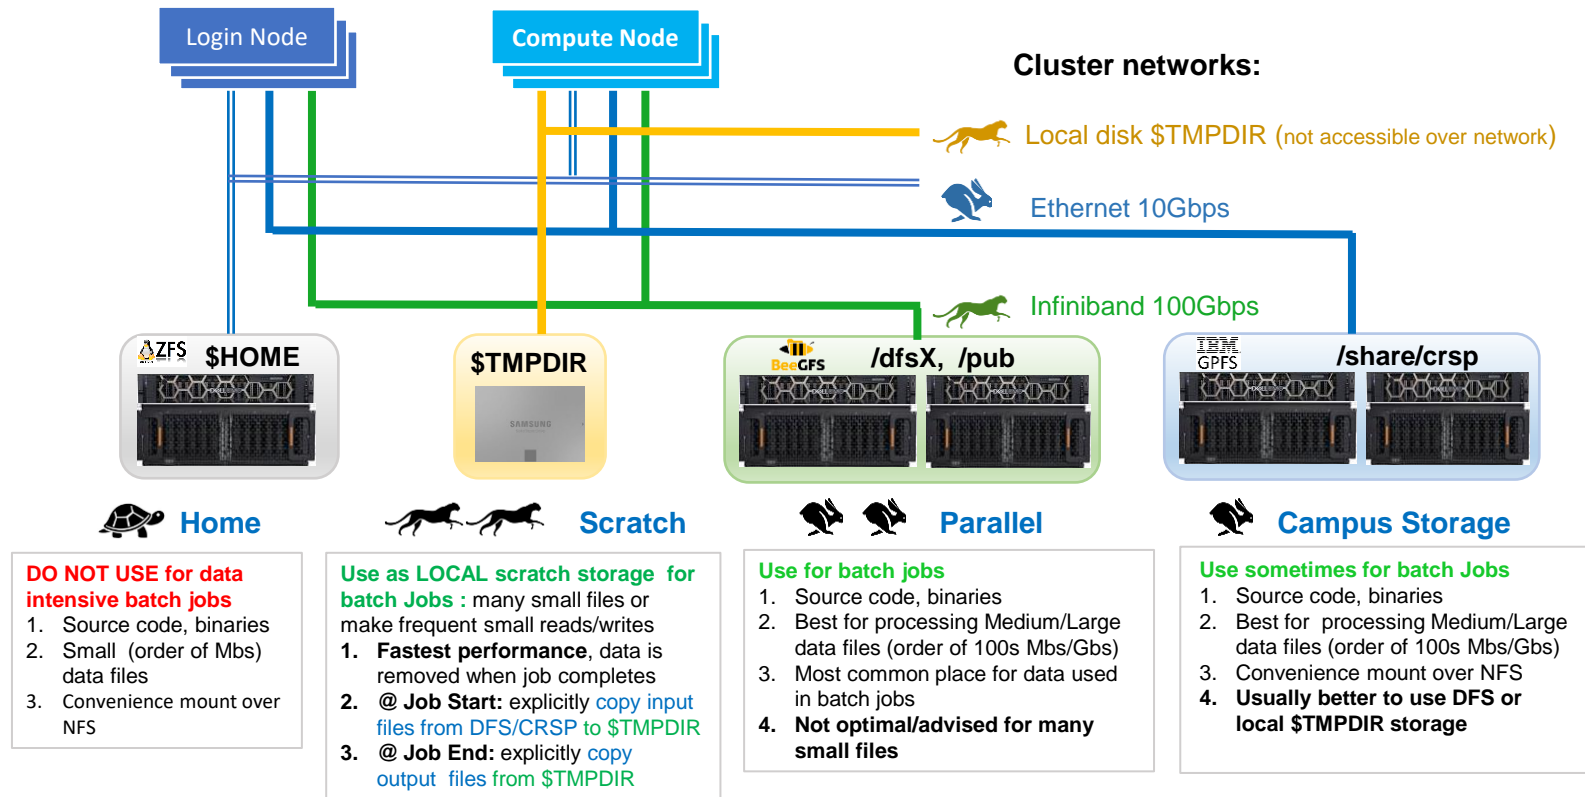 Login Node
Compute Node
Cluster networks:
Local disk $TMPDIR (not accessible over network)
Ethernet 10Gbps
Infiniband 100Gbps
ZFS
$HOME
$TMPDIR
SAMSUNG
BeeGFS
/dfsX, /pub
IBM
GPFS
/share/crsp
Home
DO NOT USE for data
intensive batch jobs
1. Source code, binaries
2. Small (order of Mbs)
data files
3. Convenience mount over
NFS
Scratch
Use as LOCAL scratch storage for
batch Jobs : many small files or
make frequent small reads/writes
1. Fastest performance, data is
removed when job completes
2. @ Job Start: explicitly copy input
files from DFS/CRSP to $TMPDIR
3. @ Job End: explicitly copy
output files from $TMPDIR
Parallel
Use for batch jobs
1. Source code, binaries
2. Best for processing Medium/Large
data files (order of 100s Mbs/Gbs)
3. Most common place for data used
in batch jobs
4. Not optimal/advised for many
small files
Campus Storage
Use sometimes for batch Jobs
1. Source code, binaries
2. Best for processing Medium/Large
data files (order of 100s Mbs/Gbs)
3. Convenience mount over NFS
4. Usually better to use DFS or
local $TMPDIR storage